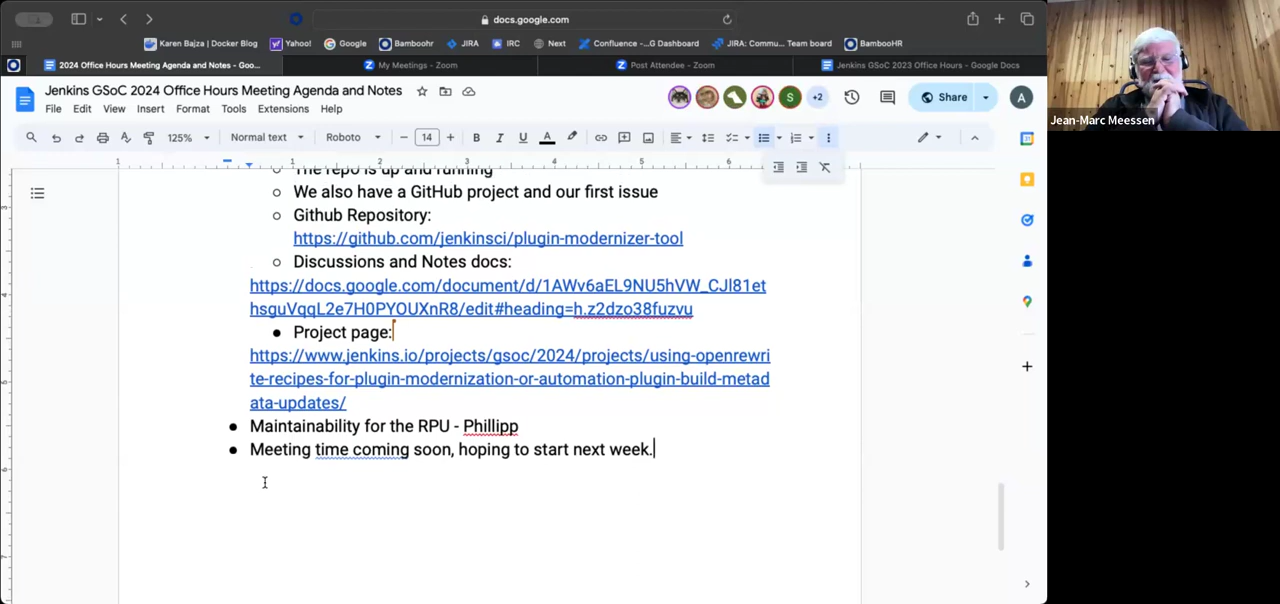 docs.google.com
Karen Bajza | Docker Blog
Yahoo!
Google
Bamboohr
JIRA
IRC
Next
Confluence ...G Dashboard
JIRA: Commu... Team board
BambooHR
2024 Office Hours Meeting Agenda and Notes - Goo...
My Meetings - Zoom
Post Attendee - Zoom
Jenkins GSoC 2023 Office Hours - Google Docs
Jenkins GSoC 2024 Office Hours Meeting Agenda and Notes
File Edit View Insert Format Tools Extensions Help
S
+2
Share
A
125%
Normal text
Roboto
14
B I U A
1 1 2 3 4 5 6
The repo is up and running
We also have a GitHub project and our first issue
Github Repository:
https://github.com/jenkinsci/plugin-modernizer-tool
Discussions and Notes docs:
https://docs.google.com/document/d/1AWv6aEL9NU5hVW_CJl81et
hsguVqqL2e7H0PYOUXnR8/edit#heading=h.z2dzo38fuzvu
Project page:
https://www.jenkins.io/projects/gsoc/2024/projects/using-openrewri
te-recipes-for-plugin-modernization-or-automation-plugin-build-metad
ata-updates/
Maintainability for the RPU - Phillipp
Meeting time coming soon, hoping to start next week.
Jean-Marc Meessen